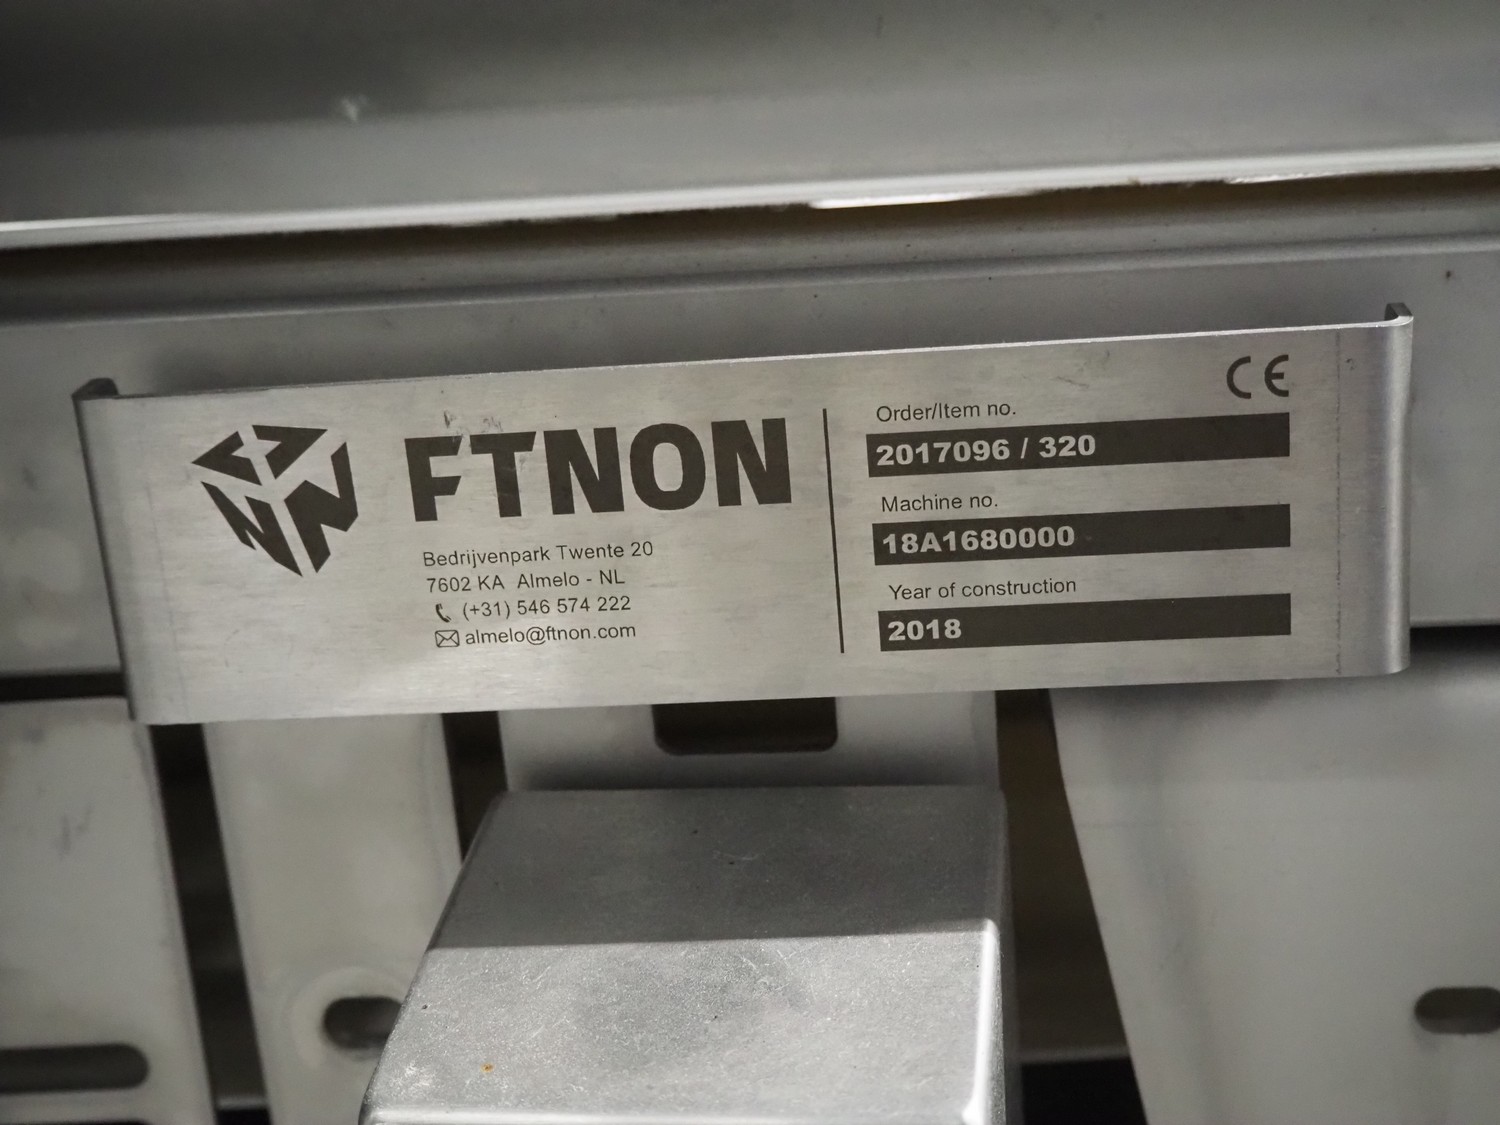 FTNON
Bedrijvenpark Twente 20
7602 KA Almelo - NL
(+31) 546 574 222
almelo@ftnon.com
CE
Order/Item no.
2017096 / 320
Machine no.
18A1680000
Year of construction
2018